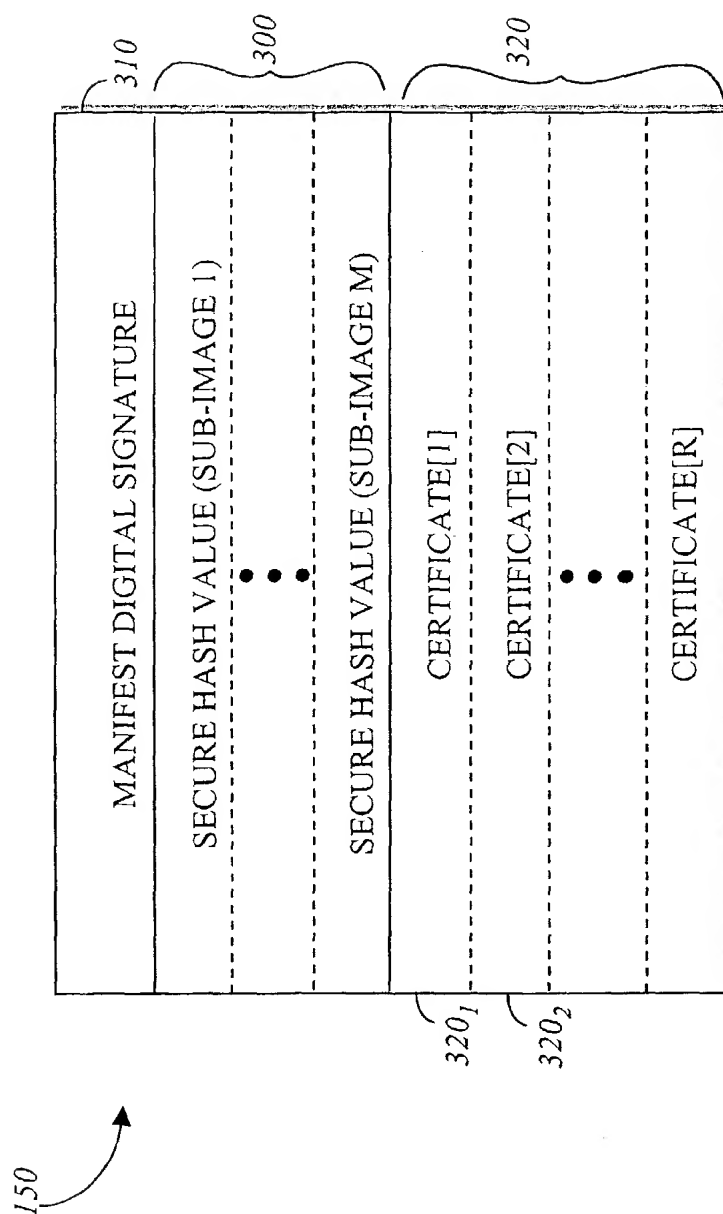 150
310
MANIFEST DIGITAL SIGNATURE
SECURE HASH VALUE (SUB-IMAGE 1)
300
SECURE HASH VALUE (SUB-IMAGE M)
320₁
CERTIFICATE[1]
320₂
CERTIFICATE[2]
320
CERTIFICATE[R]